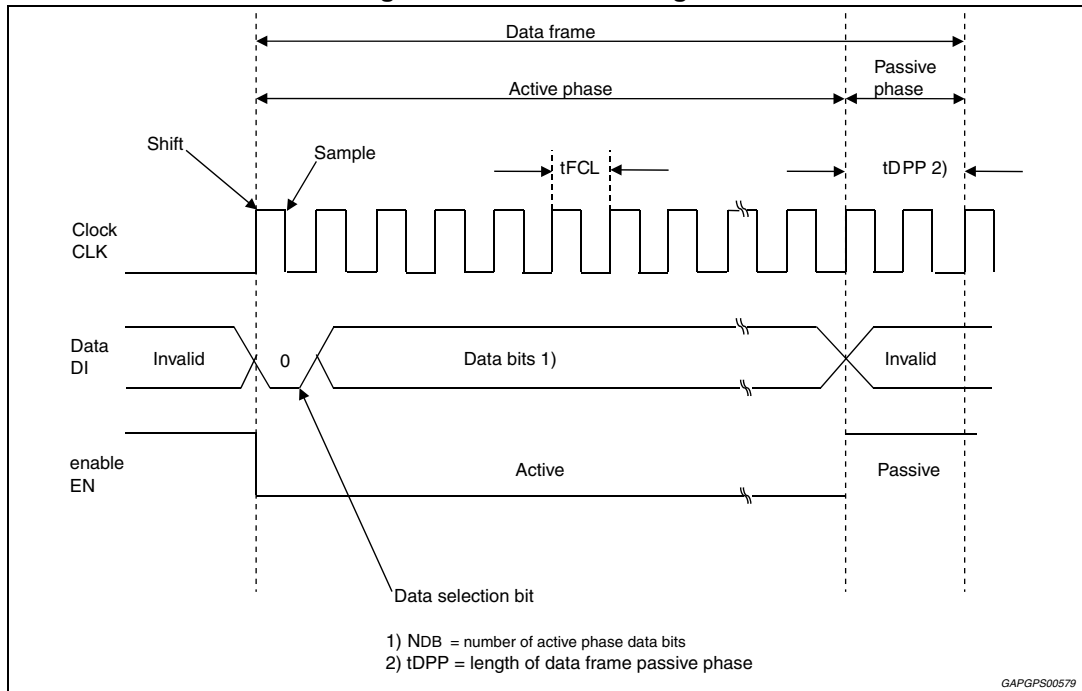 Data frame
Passive
phase
Active phase
Shift
Sample
tFCL
tDPP 2)
Clock
CLK
Data
DI
Invalid
0
Data bits 1)
Invalid
enable
EN
Active
Passive
Data selection bit
1) NDB = number of active phase data bits
2) tDPP = length of data frame passive phase
GAPGPS00579